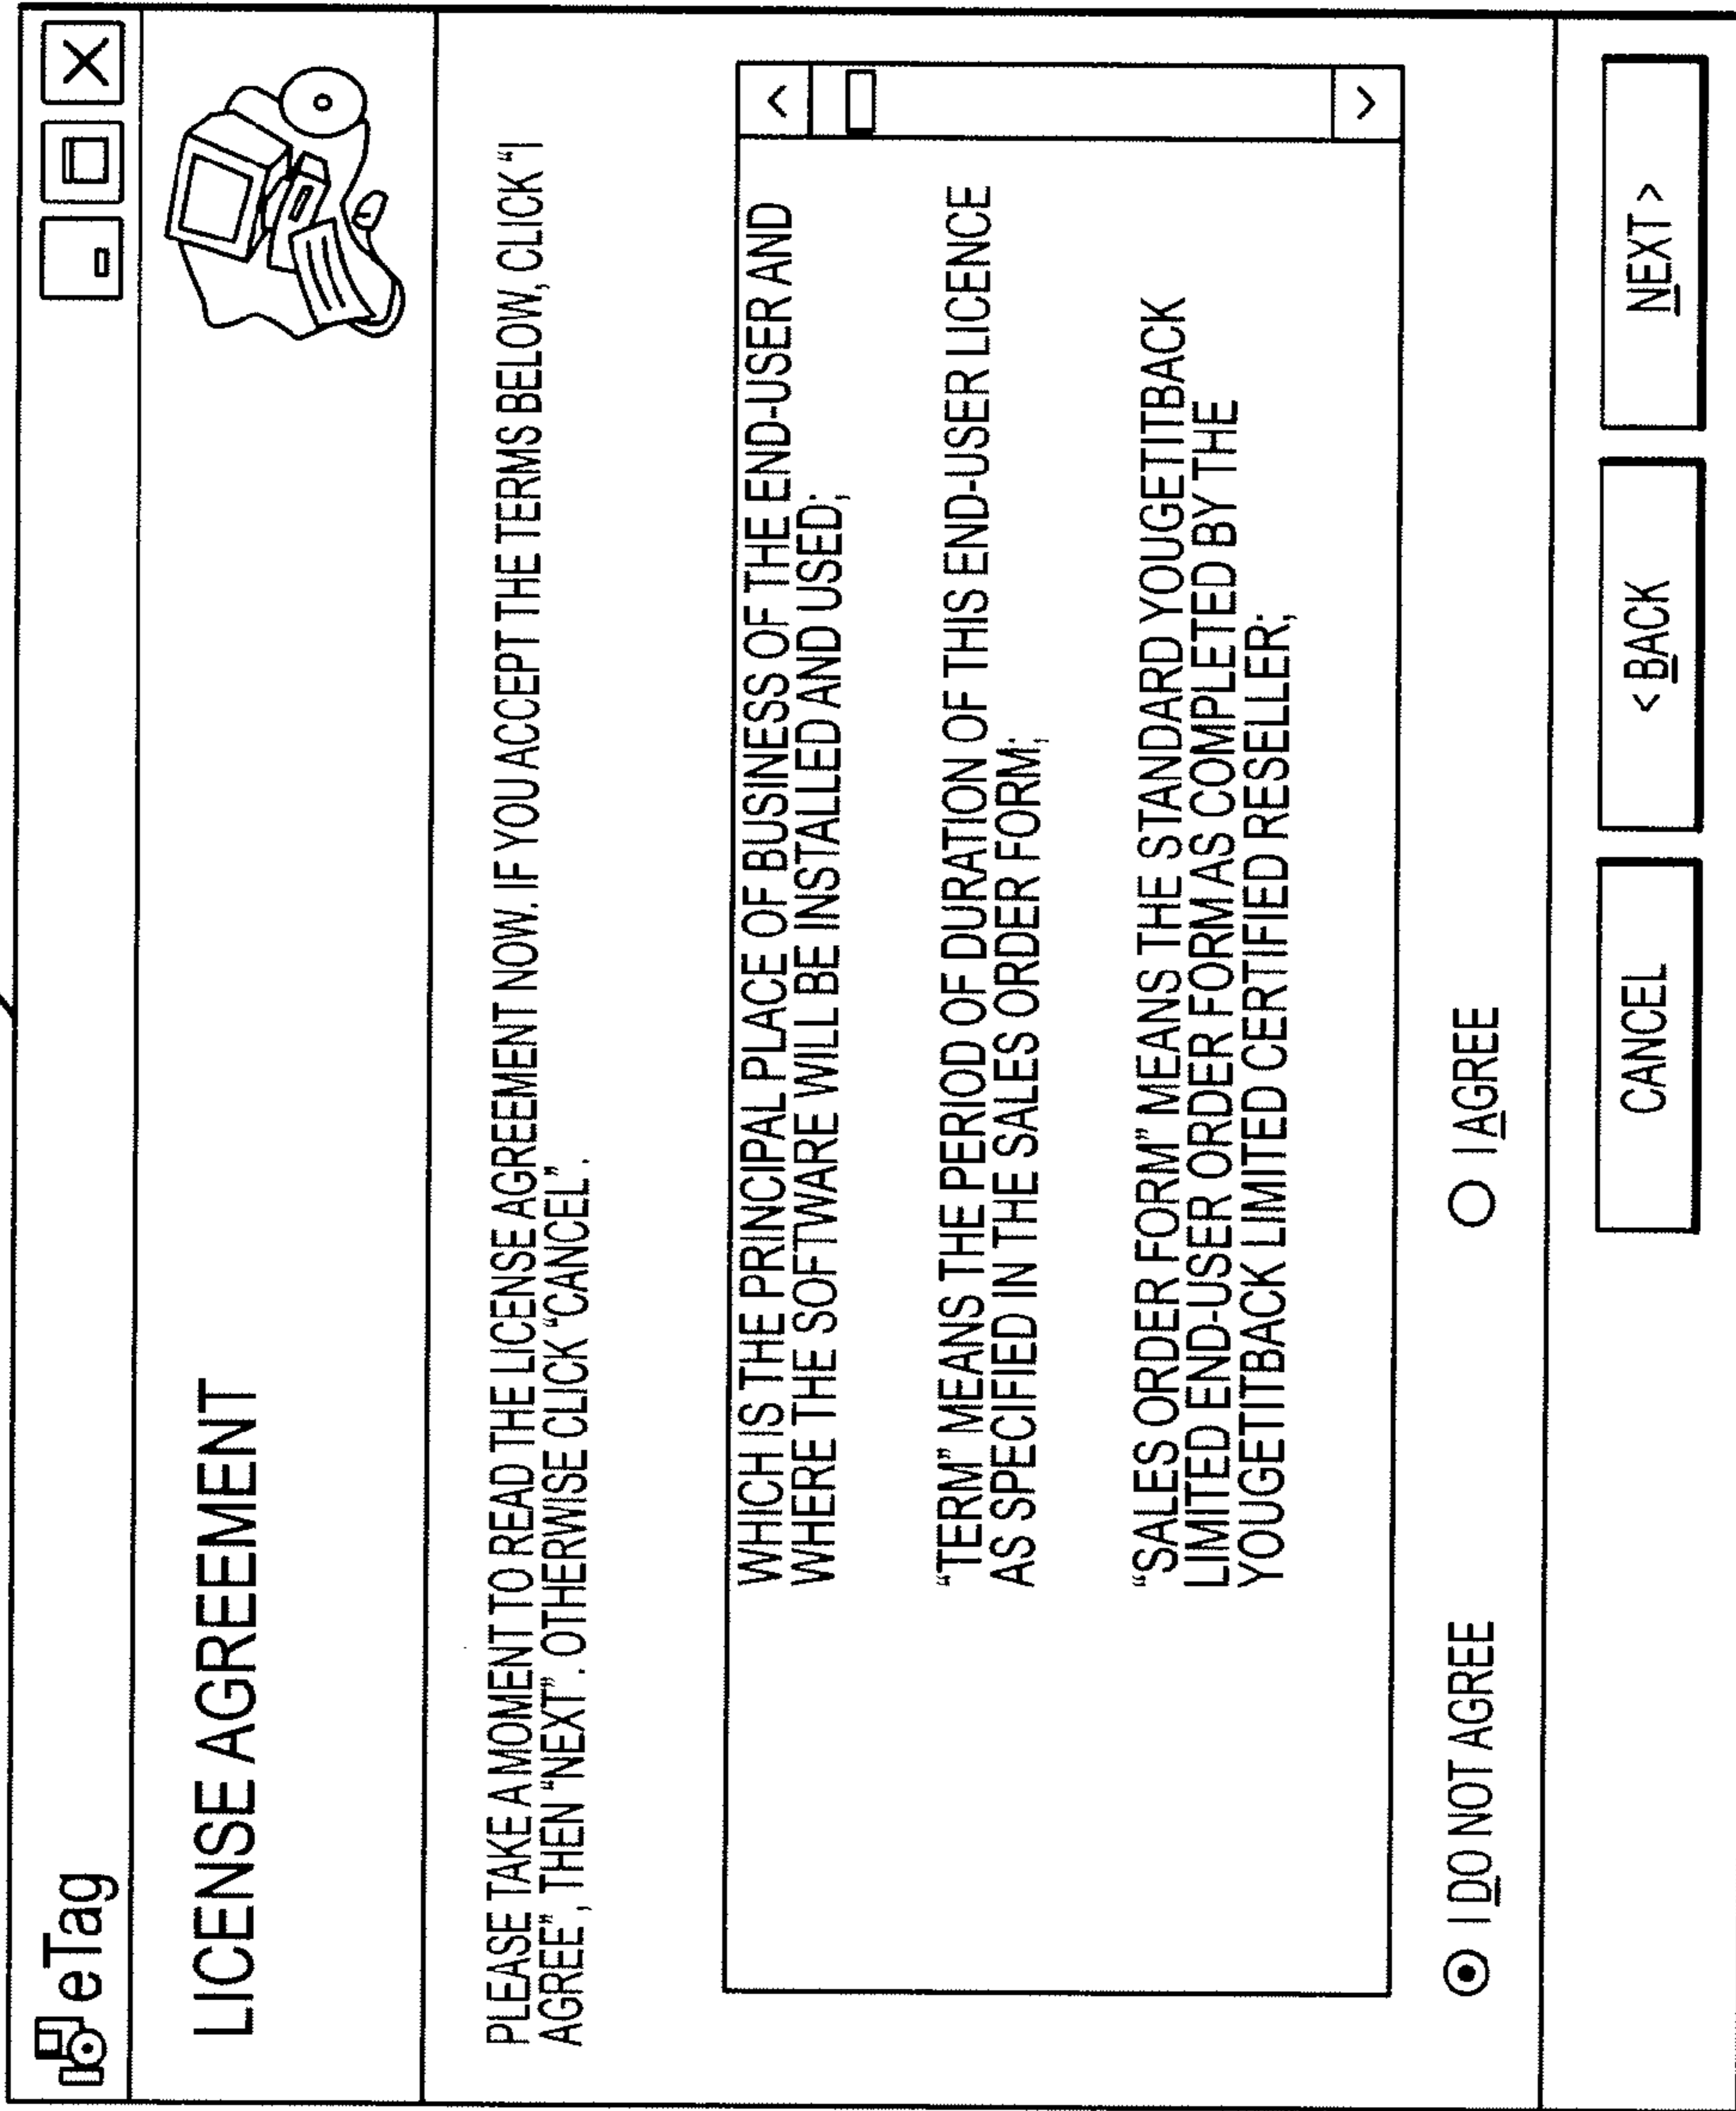 eTag
LICENSE AGREEMENT
PLEASE TAKE A MOMENT TO READ THE LICENSE AGREEMENT NOW. IF YOU ACCEPT THE TERMS BELOW, CLICK "I
AGREE", THEN "NEXT". OTHERWISE CLICK "CANCEL".
WHICH IS THE PRINCIPAL PLACE OF BUSINESS OF THE END-USER AND
WHERE THE SOFTWARE WILL BE INSTALLED AND USED;
"TERM" MEANS THE PERIOD OF DURATION OF THIS END-USER LICENCE
AS SPECIFIED IN THE SALES ORDER FORM;
"SALES ORDER FORM" MEANS THE STANDARD YOUGETITBACK
LIMITED END-USER ORDER FORM AS COMPLETED BY THE
YOUGETITBACK LIMITED CERTIFIED RESELLER;
I DO NOT AGREE
I AGREE
CANCEL
< BACK
NEXT >